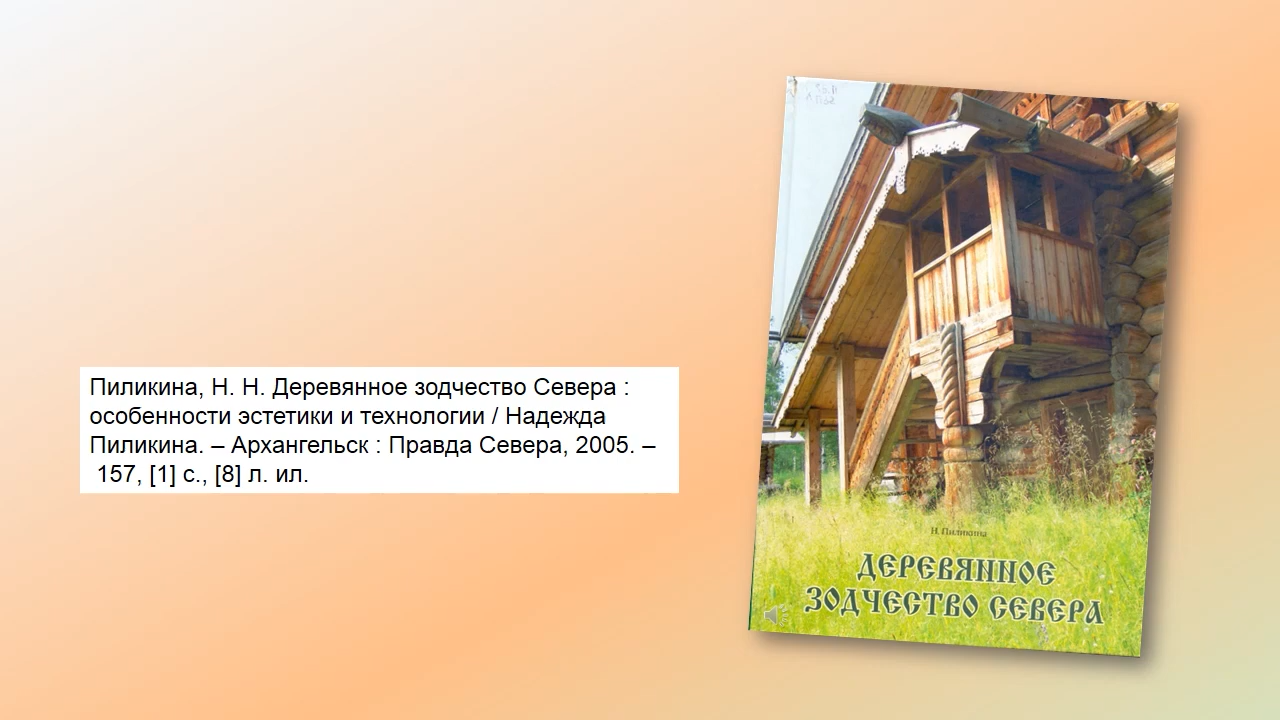 Пиликина, Н. Н. Деревянное зодчество Севера :
особенности эстетики и технологии / Надежда
Пиликина. – Архангельск : Правда Севера, 2005. –
157, [1] с., [8] л. ил.
Н. Пиликина
ДЕРЕВЯННОЕ
ЗОДЧЕСТВО СЕВЕРА